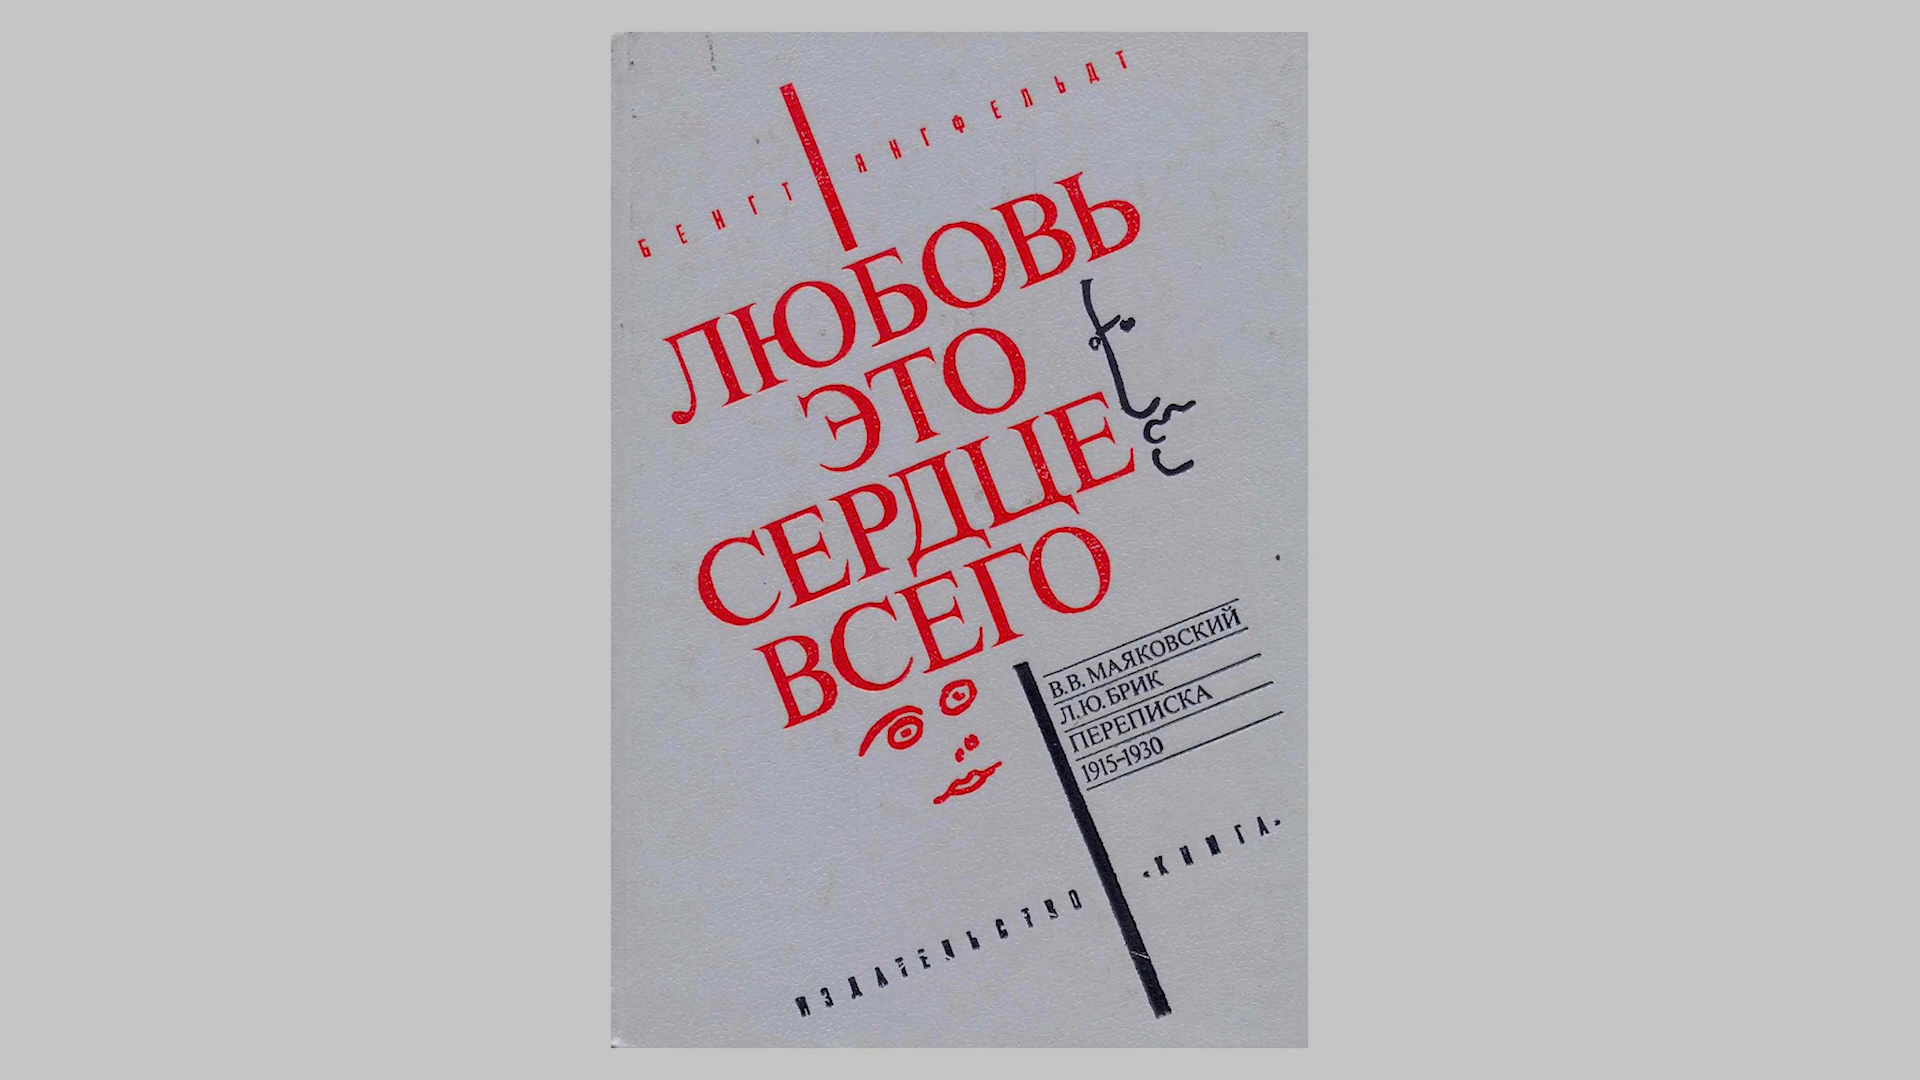 БЕНГТ ЯНГФЕЛЬДТ
ЛЮБОВЬ
ЭТО
СЕРДЦЕ
ВСЕГО
В.В. МАЯКОВСКИЙ
Л.Ю. БРИК
ПЕРЕПИСКА
1915-1930
ИЗДАТЕЛЬСТВО «КНИГА»